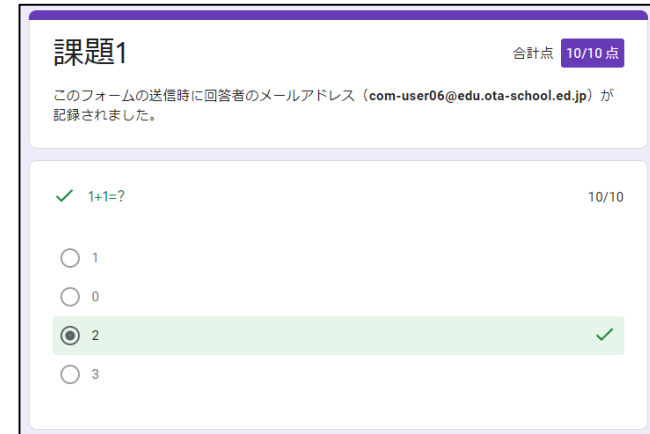 課題1
合計点 10/10 点
このフォームの送信時に回答者のメールアドレス（com-user06@edu.ota-school.ed.jp）が
記録されました。
1+1=? 10/10
1
0
2
3